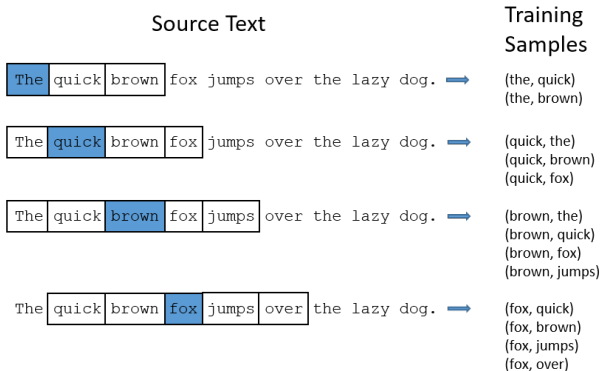 Source Text
Training
Samples
The quick brown fox jumps over the lazy dog.
(the, quick)
(the, brown)
The quick brown fox jumps over the lazy dog.
(quick, the)
(quick, brown)
(quick, fox)
The quick brown fox jumps over the lazy dog.
(brown, the)
(brown, quick)
(brown, fox)
(brown, jumps)
The quick brown fox jumps over the lazy dog.
(fox, quick)
(fox, brown)
(fox, jumps)
(fox, over)